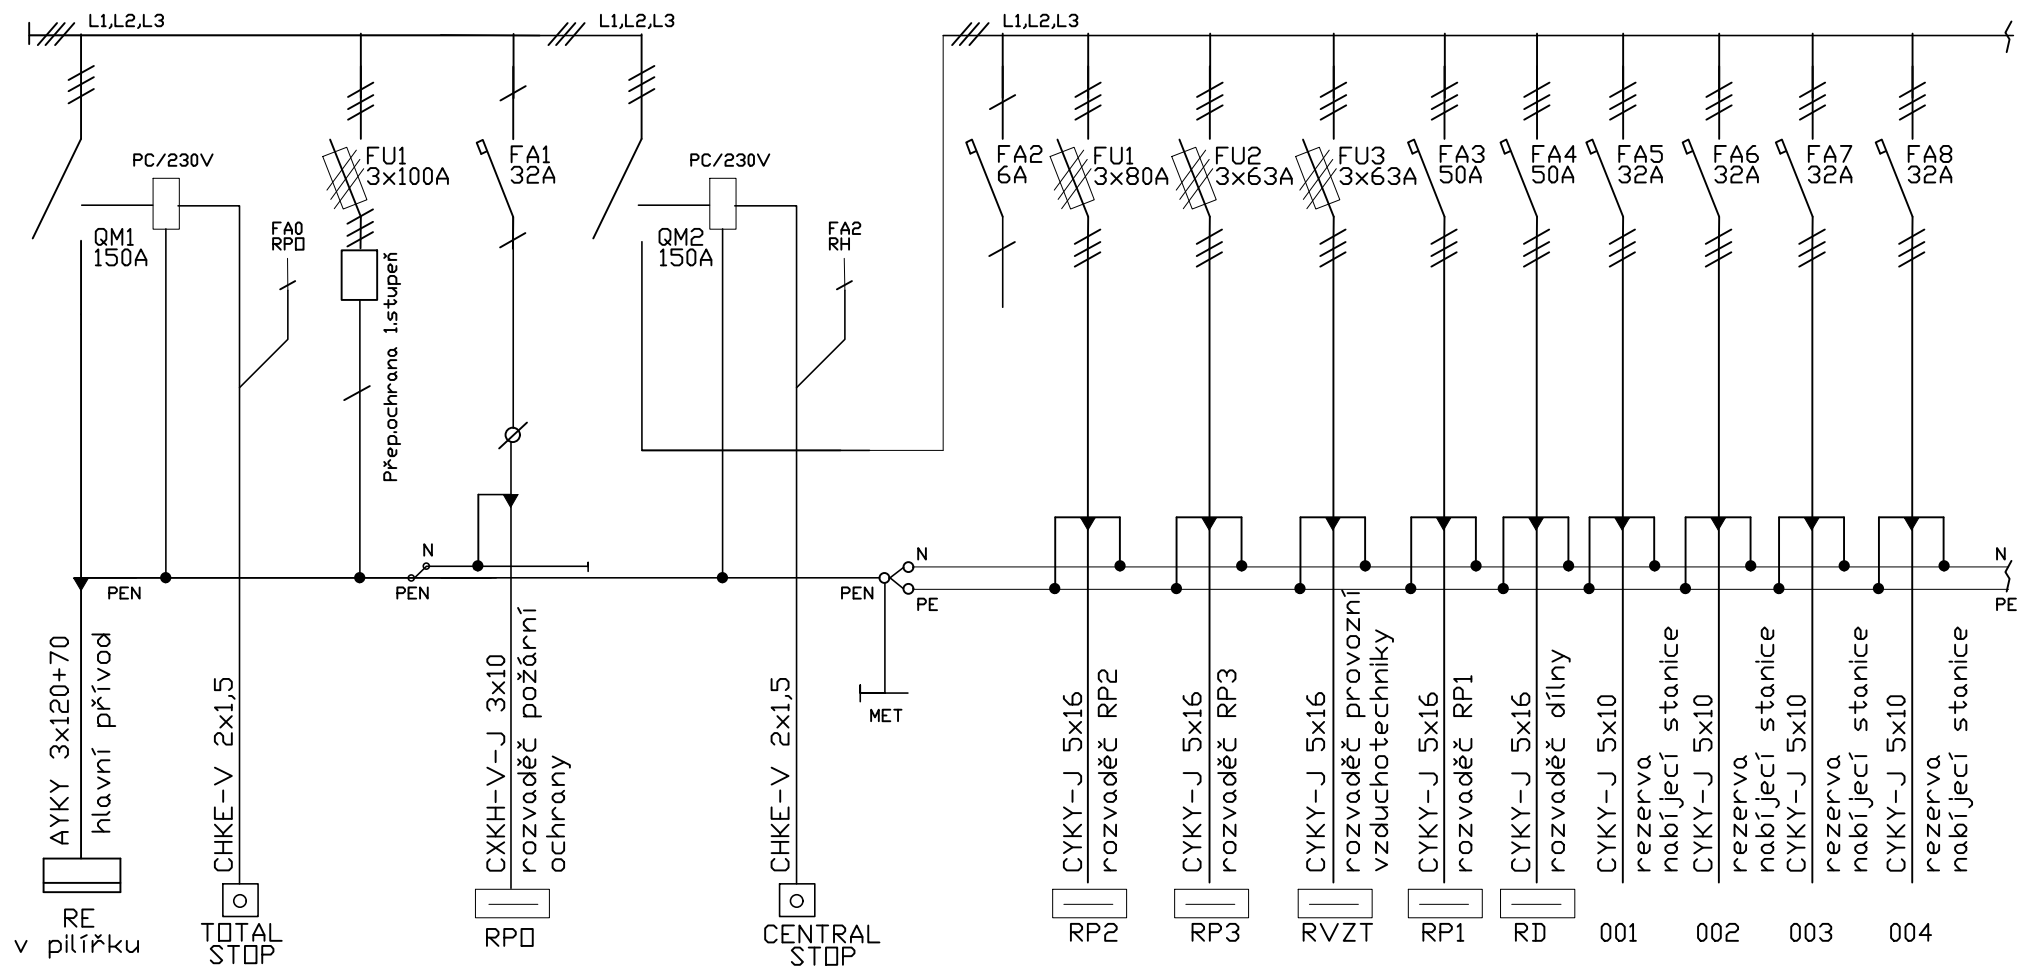 L1,L2,L3
L1,L2,L3
L1,L2,L3
PC/230V
QM1
150A
FA0
RPO
FU1
3x100A
Přep.ochrana 1.stupeň
FA1
32A
PC/230V
QM2
150A
FA2
RH
FA2
6A
FU1
3x80A
FU2
3x63A
FU3
3x63A
FA3
50A
FA4
50A
FA5
32A
FA6
32A
FA7
32A
FA8
32A
PEN
N
PEN
PEN
N
PE
MET
N
PE
AYKY 3x120+70
hlavní přívod
CHKE-V 2x1,5
CXKH-V-J 3x10
rozvaděč požární
ochrany
CHKE-V 2x1,5
CYKY-J 5x16
rozvaděč RP2
CYKY-J 5x16
rozvaděč RP3
CYKY-J 5x16
rozvaděč provozní
vzduchotechniky
CYKY-J 5x16
rozvaděč RP1
CYKY-J 5x16
rozvaděč dílny
CYKY-J 5x10
rezerva
nabíjecí stanice
CYKY-J 5x10
rezerva
nabíjecí stanice
CYKY-J 5x10
rezerva
nabíjecí stanice
CYKY-J 5x10
rezerva
nabíjecí stanice
RE
v pilířku
TOTAL
STOP
RPO
CENTRAL
STOP
RP2
RP3
RVZT
RP1
RD
001
002
003
004